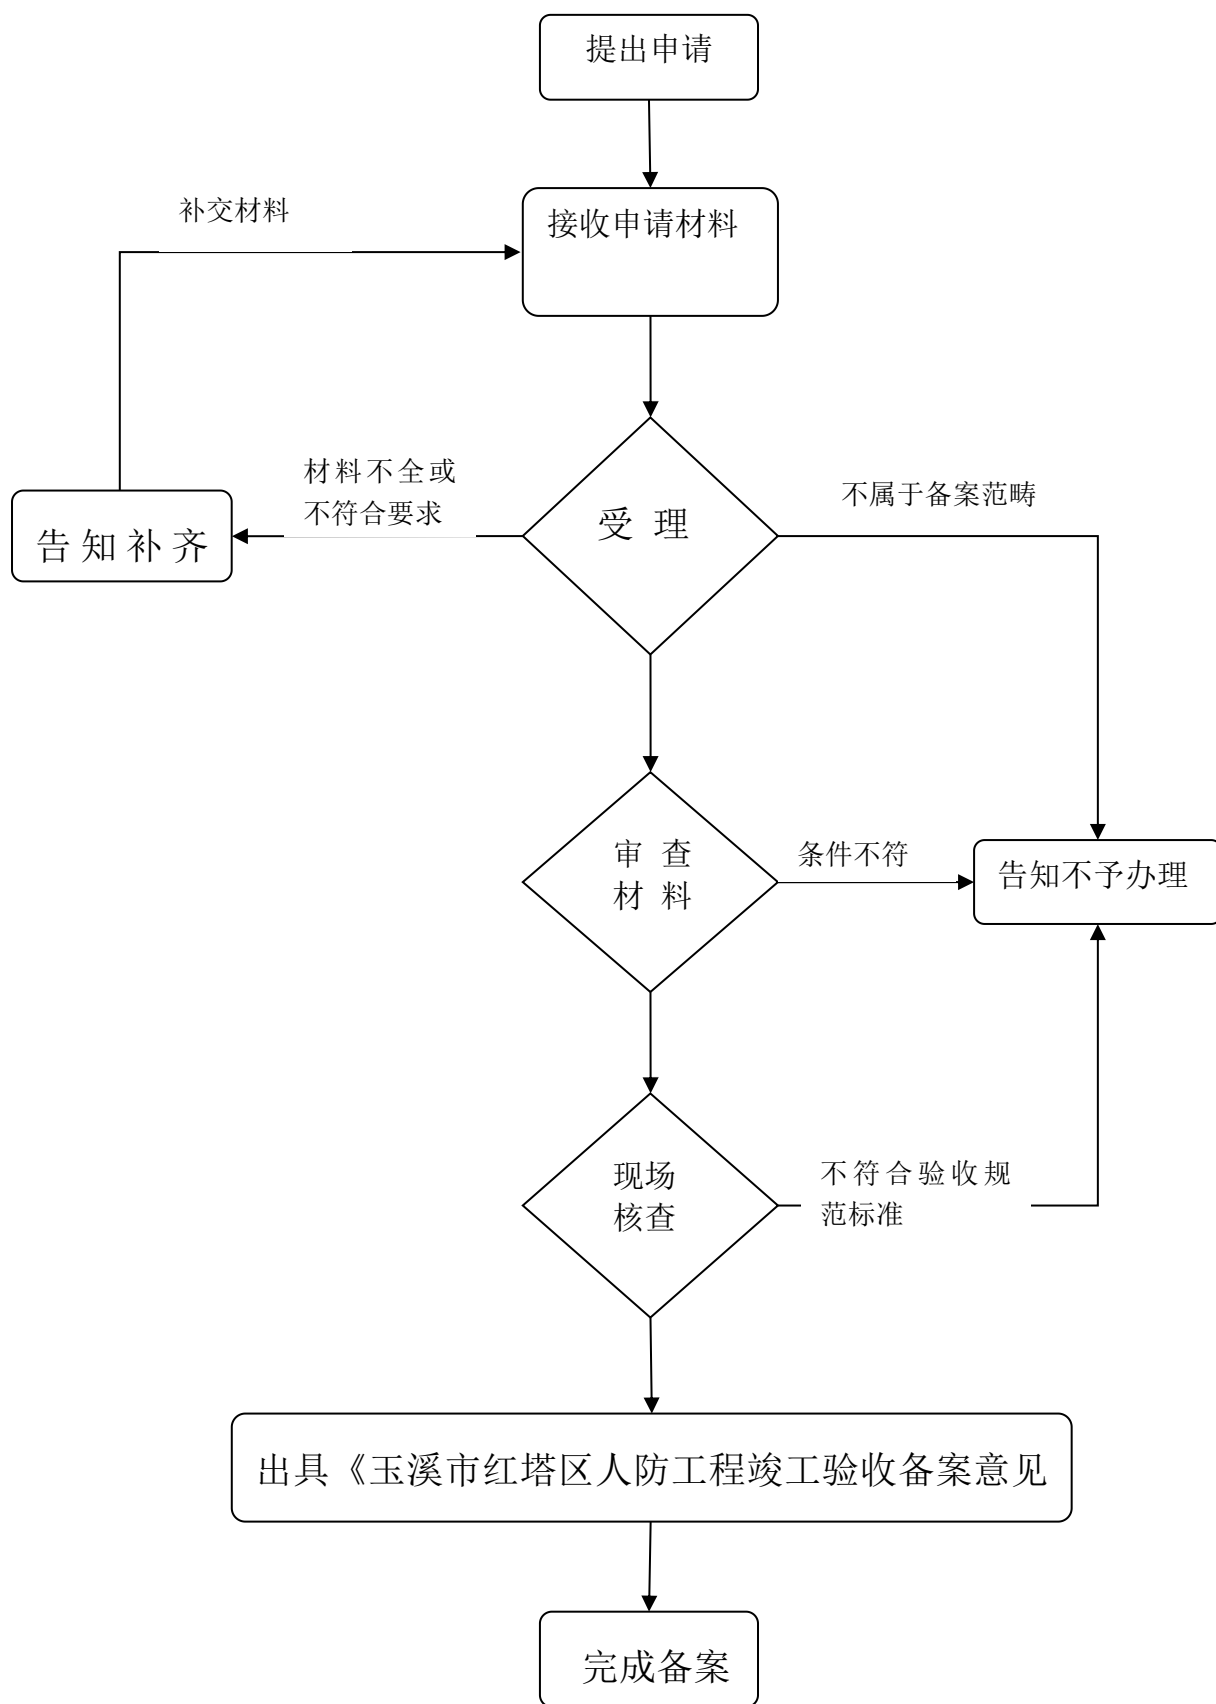 提出申请
补交材料
接收申请材料
材料不全或
不符合要求
不属于备案范畴
告知补齐
受 理
审 查
材 料
条件不符
告知不予办理
现场
核查
不符合验收规
范标准
出具《玉溪市红塔区人防工程竣工验收备案意见
完成备案